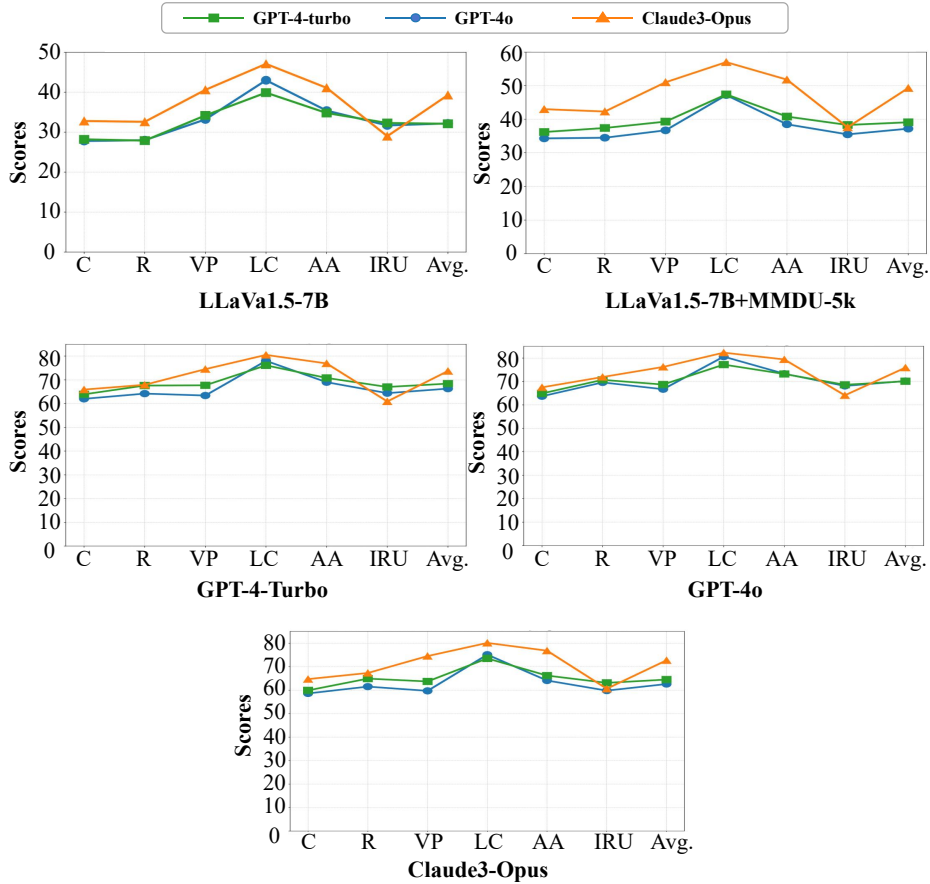 GPT-4-turbo GPT-4o Claude3-Opus
50
40
30
20
10
0
Scores
C R VP LC AA IRU Avg.
LLaVa1.5-7B
60
50
40
30
20
10
0
Scores
C R VP LC AA IRU Avg.
LLaVa1.5-7B+MMDU-5k
80
70
60
50
40
30
20
10
0
Scores
C R VP LC AA IRU Avg.
GPT-4-Turbo
80
70
60
50
40
30
20
10
0
Scores
C R VP LC AA IRU Avg.
GPT-4o
80
70
60
50
40
30
20
10
0
Scores
C R VP LC AA IRU Avg.
Claude3-Opus